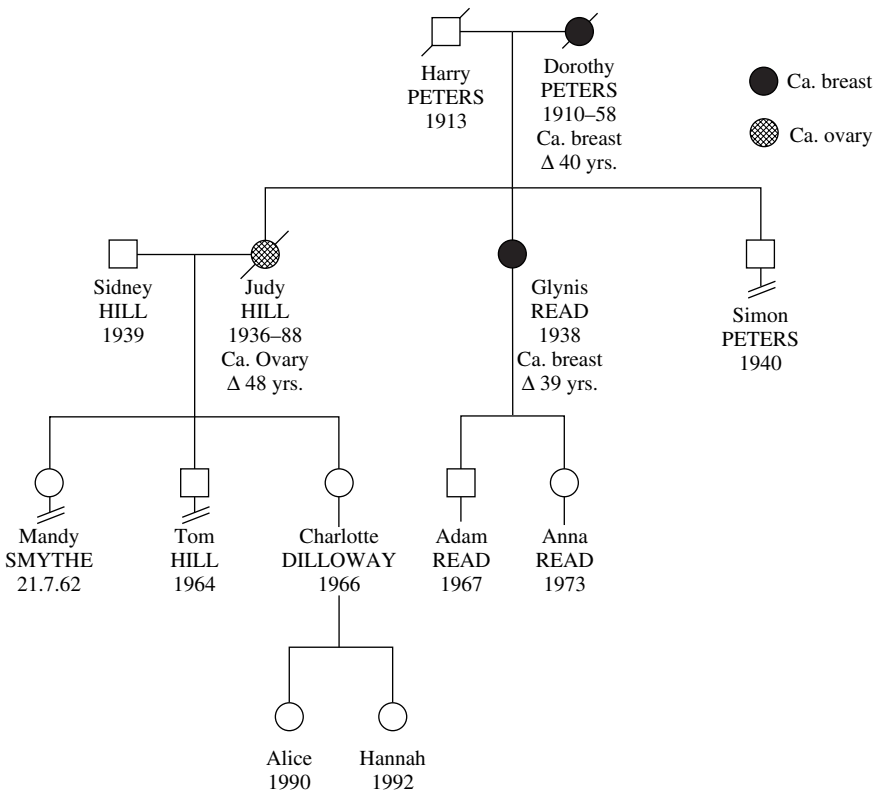 Harry
PETERS
1913
Dorothy
PETERS
1910–58
Ca. breast
Δ 40 yrs.
Ca. breast
Ca. ovary
Sidney
HILL
1939
Judy
HILL
1936–88
Ca. Ovary
Δ 48 yrs.
Glynis
READ
1938
Ca. breast
Δ 39 yrs.
Simon
PETERS
1940
Mandy
SMYTHE
21.7.62
Tom
HILL
1964
Charlotte
DILLOWAY
1966
Adam
READ
1967
Anna
READ
1973
Alice
1990
Hannah
1992